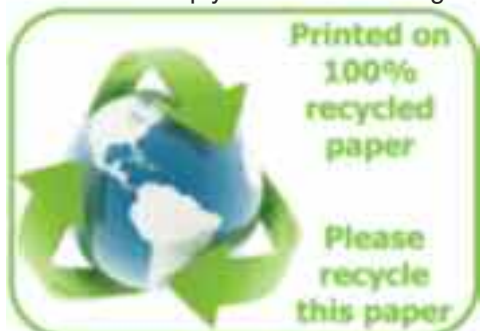 Printed on
100%
recycled
paper
Please
recycle
this paper